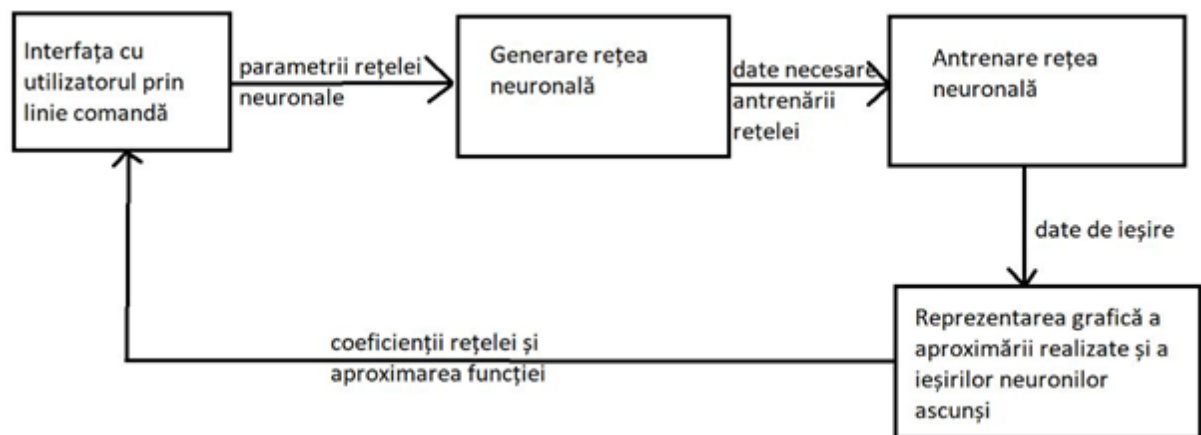 Interfața cu
utilizatorul prin
linie comandă
parametrii rețelei
neuronale
Generare rețea
neuronală
date necesare
antrenării
rețelei
Antrenare rețea
neuronală
date de ieșire
Reprezentarea grafică a
aproximării realizate și a
ieșirilor neuronilor
ascunși
coeficienții rețelei și
aproximarea funcției